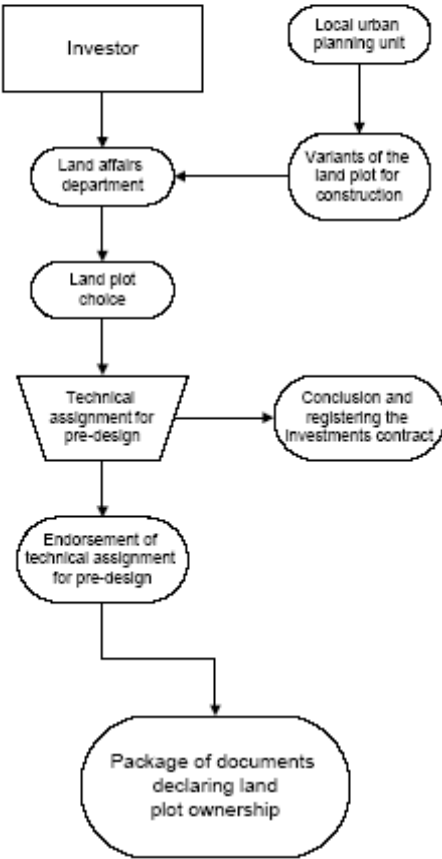 Investor
Local urban
planning unit
Land affairs
department
Variants of the
land plot for
construction
Land plot
choice
Technical
assignment for
pre-design
Conclusion and
registering the
investments contract
Endorsement of
technical assignment
for pre-design
Package of documents
declaring land
plot ownership